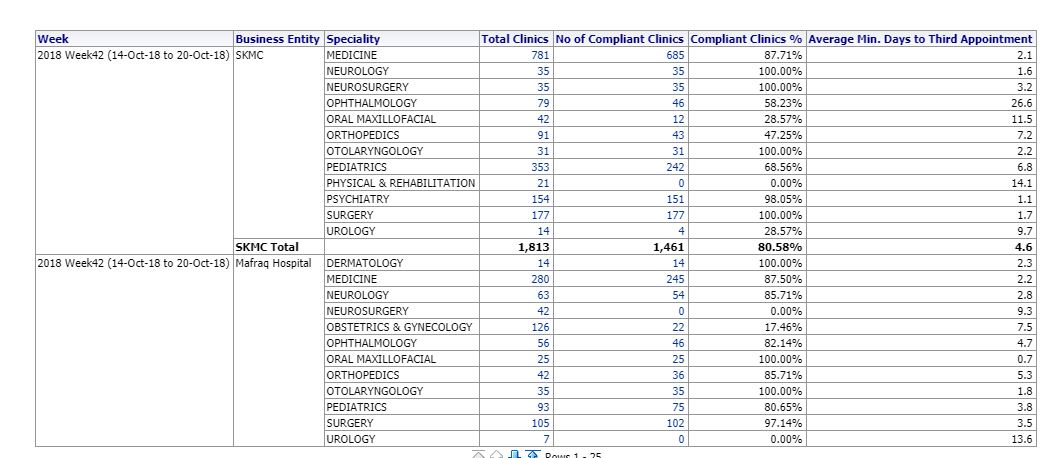 Week Business Entity Speciality Total Clinics No of Compliant Clinics Compliant Clinics % Average Min. Days to Third Appointment
2018 Week42 (14-Oct-18 to 20-Oct-18) SKMC MEDICINE 781 685 87.71% 2.1
NEUROLOGY 35 35 100.00% 1.6
NEUROSURGERY 35 35 100.00% 3.2
OPHTHALMOLOGY 79 46 58.23% 26.6
ORAL MAXILLOFACIAL 42 12 28.57% 11.5
ORTHOPEDICS 91 43 47.25% 7.2
OTOLARYNGOLOGY 31 31 100.00% 2.2
PEDIATRICS 353 242 68.56% 6.8
PHYSICAL & REHABILITATION 21 0 0.00% 14.1
PSYCHIATRY 154 151 98.05% 1.1
SURGERY 177 177 100.00% 1.7
UROLOGY 14 4 28.57% 9.7
SKMC Total 1,813 1,461 80.58% 4.6
2018 Week42 (14-Oct-18 to 20-Oct-18) Mafraq Hospital DERMATOLOGY 14 14 100.00% 2.3
MEDICINE 280 245 87.50% 2.2
NEUROLOGY 63 54 85.71% 2.8
NEUROSURGERY 42 0 0.00% 9.3
OBSTETRICS & GYNECOLOGY 126 22 17.46% 7.5
OPHTHALMOLOGY 56 46 82.14% 4.7
ORAL MAXILLOFACIAL 25 25 100.00% 0.7
ORTHOPEDICS 42 36 85.71% 5.3
OTOLARYNGOLOGY 35 35 100.00% 1.8
PEDIATRICS 93 75 80.65% 3.8
SURGERY 105 102 97.14% 3.5
UROLOGY 7 0 0.00% 13.6
Rows 1 - 25